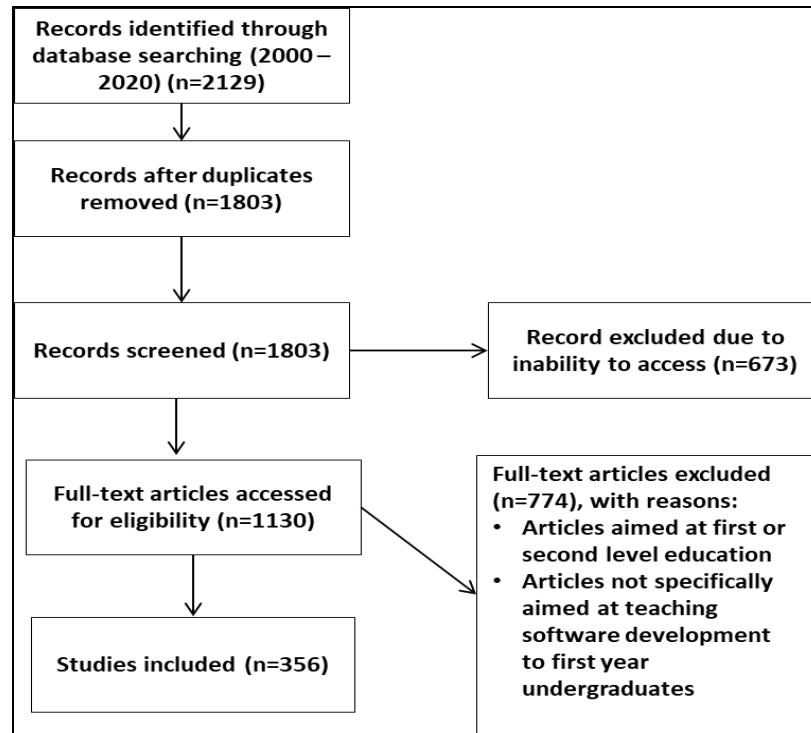 Records identified through
database searching (2000 –
2020) (n=2129)
Records after duplicates
removed (n=1803)
Records screened (n=1803)
Record excluded due to
inability to access (n=673)
Full-text articles accessed
for eligibility (n=1130)
Full-text articles excluded
(n=774), with reasons:
• Articles aimed at first or
second level education
• Articles not specifically
aimed at teaching
software development
to first year
undergraduates
Studies included (n=356)